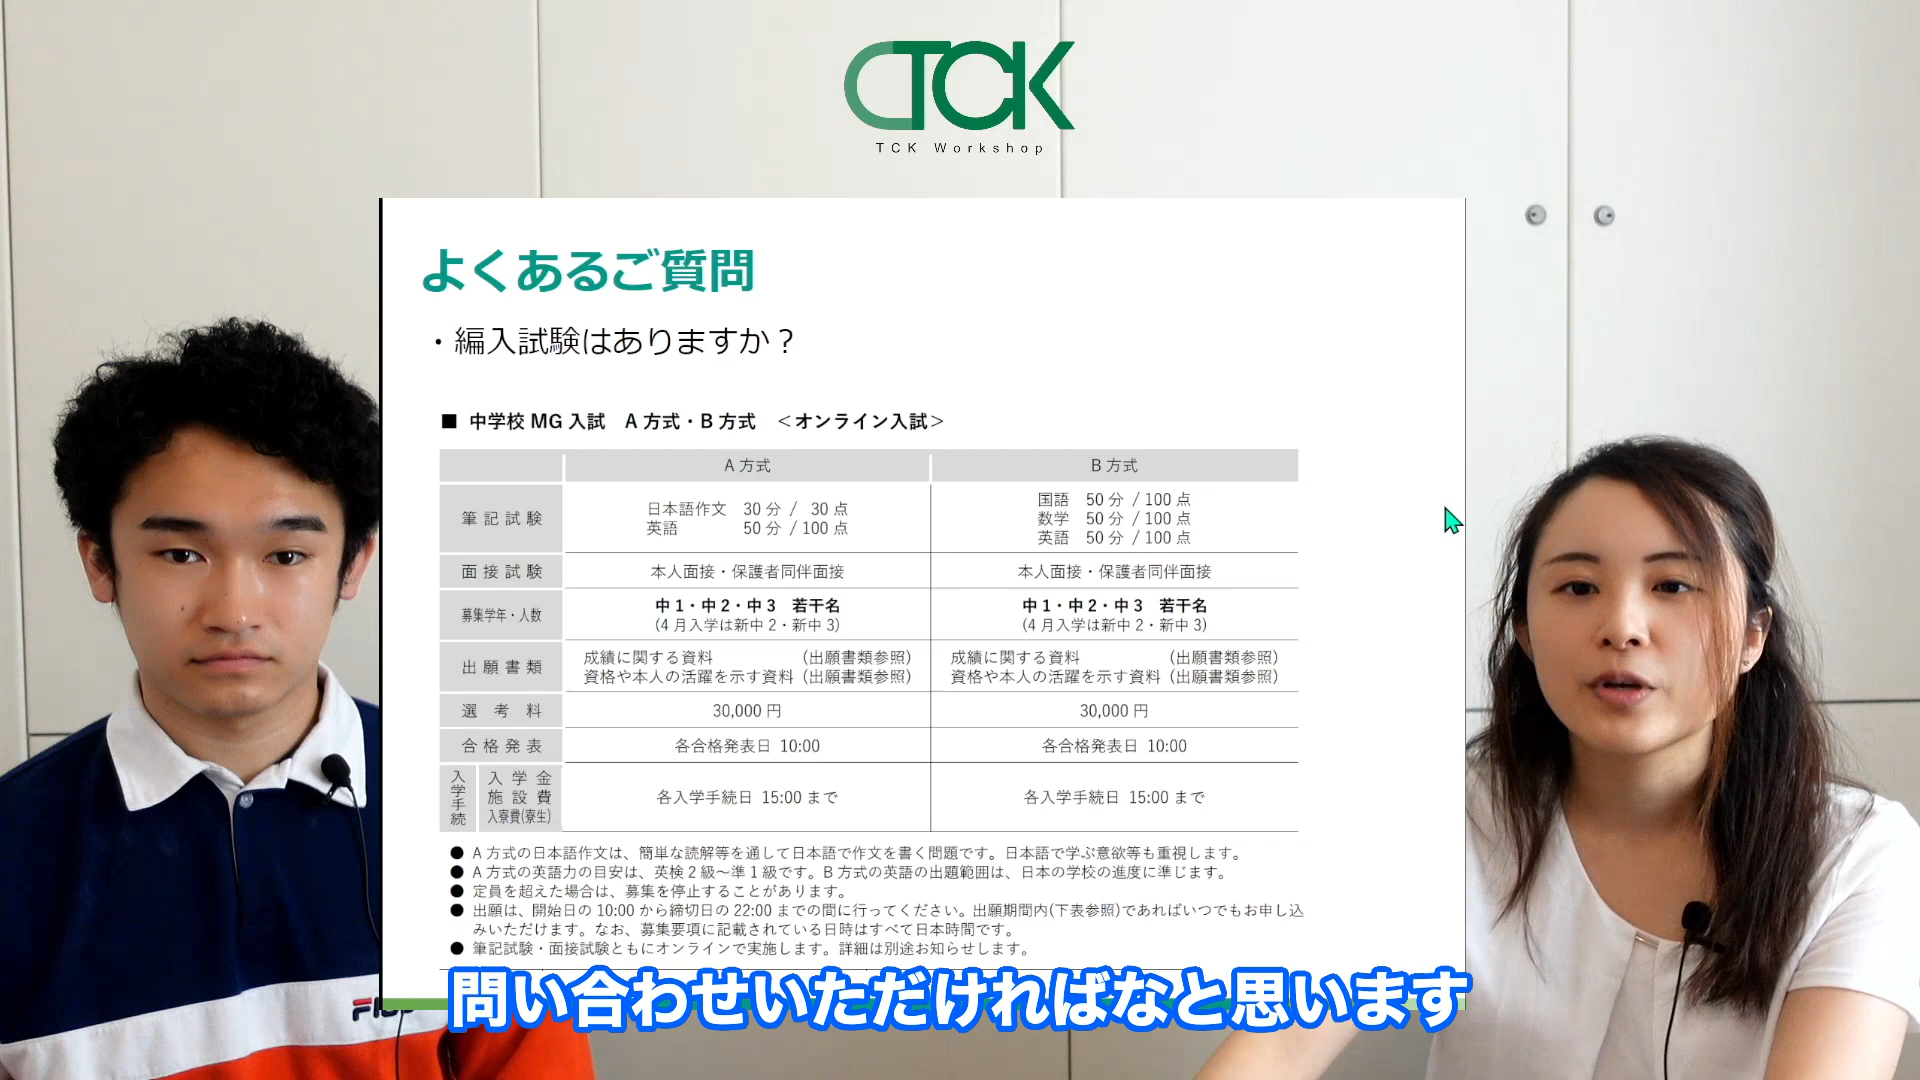 TCK
TCK Workshop
よくあるご質問
・編入試験はありますか？
■ 中学校 MG 入試　A 方式・B 方式　＜オンライン入試＞
A 方式　B 方式
筆記試験　日本語作文　30 分 / 30 点　国語　50 分 / 100 点
英語　50 分 / 100 点　数学　50 分 / 100 点
英語　50 分 / 100 点
面接試験　本人面接・保護者同伴面接　本人面接・保護者同伴面接
募集学年・人数　中 1・中 2・中 3　若干名　中 1・中 2・中 3　若干名
(4 月入学は新中 2・新中 3)　(4 月入学は新中 2・新中 3)
出願書類　成績に関する資料　（出願書類参照）　成績に関する資料　（出願書類参照）
資格や本人の活躍を示す資料（出願書類参照）　資格や本人の活躍を示す資料（出願書類参照）
選考料　30,000 円　30,000 円
合格発表　各合格発表日 10:00　各合格発表日 10:00
入学手続　入学金　施設費　入寮費(寮生)　各入学手続日 15:00 まで　各入学手続日 15:00 まで
● A 方式の日本語作文は、簡単な読解等を通して日本語で作文を書く問題です。日本語で学ぶ意欲等も重視します。
● A 方式の英語力の目安は、英検 2 級〜準 1 級です。B 方式の英語の出題範囲は、日本の学校の進度に準じます。
● 定員を超えた場合は、募集を停止することがあります。
● 出願は、開始日の 10:00 から締切日の 22:00 までの間に行ってください。出願期間内(下表参照)であればいつでもお申し込
みいただけます。なお、募集要項に記載されている日時はすべて日本時間です。
● 筆記試験・面接試験ともにオンラインで実施します。詳細は別途お知らせします。
問い合わせいただければなと思います